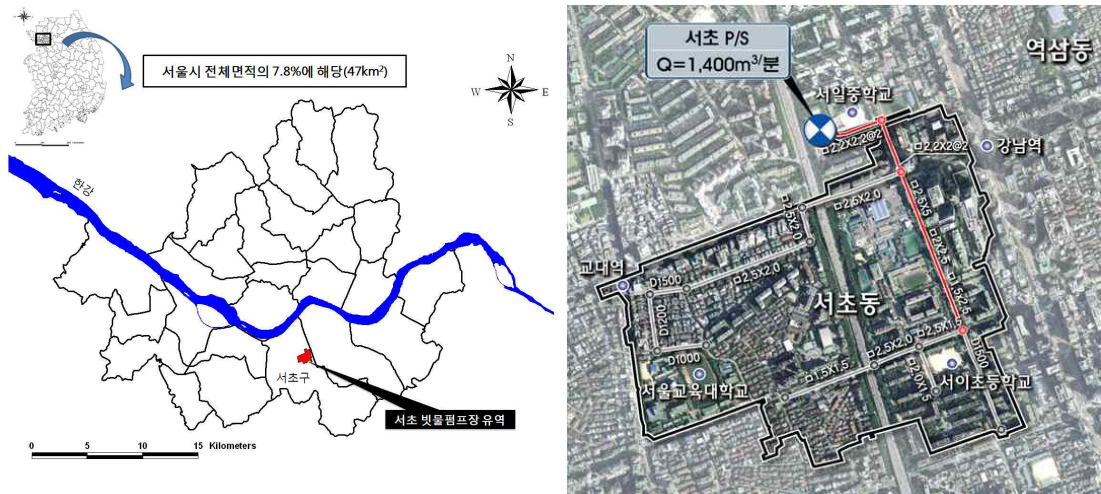 서울시 전체면적의 7.8%에 해당(47km²)
N
W
E
S
한강
서초구
서초 빗물펌프장 유역
0 5 10 15 Kilometers
서초 P/S
Q=1,400m³/분
역삼동
서일중학교
강남역
□2.2X2.2@2
□2.2X2@2
□2.5X2.0
□2.5X5
□2X2.5
□2.5X2.0
교대역
D1500
□2.5X2.0
□2.5X2.5
D1200
서초동
□2.5X1.5
D1000
□2.5X2.0
D1500
□1.5X1.5
서울교육대학교
서이초등학교